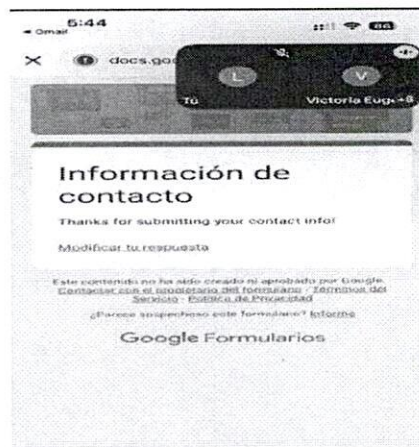 5:44
Gmail
86
docs.goo
L
V
Tú
Victoria Eug. +8
Información de
contacto
Thanks for submitting your contact info!
Modificar tu respuesta
Este contenido no ha sido creado ni aprobado por Google.
Contactar con el propietario del formulario - Términos del
Servicio - Política de Privacidad
¿Parece sospechoso este formulario? Informe
Google Formularios